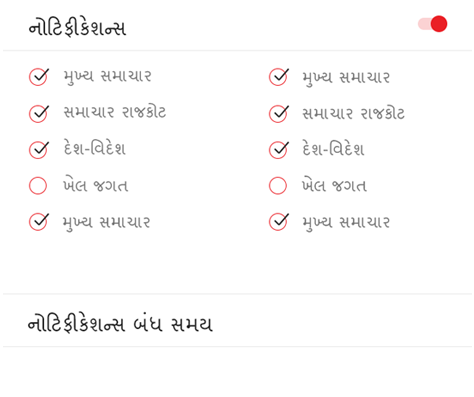 નોટિફીકેશન્સ
મુખ્ય સમાચાર
મુખ્ય સમાચાર
સમાચાર રાજકોટ
સમાચાર રાજકોટ
દેશ-વિદેશ
દેશ-વિદેશ
ખેલ જગત
ખેલ જગત
મુખ્ય સમાચાર
મુખ્ય સમાચાર
નોટિફીકેશન્સ બંધ સમય